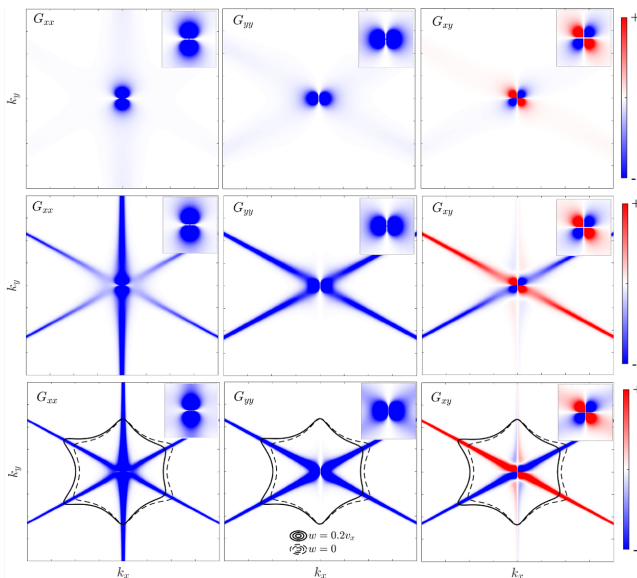 G_{xx}
G_{yy}
G_{xy}
+
-
k_y
G_{xx}
G_{yy}
G_{xy}
+
-
k_y
G_{xx}
G_{yy}
G_{xy}
+
-
k_y
w = 0.2v_x
w = 0
k_x
k_x
k_x